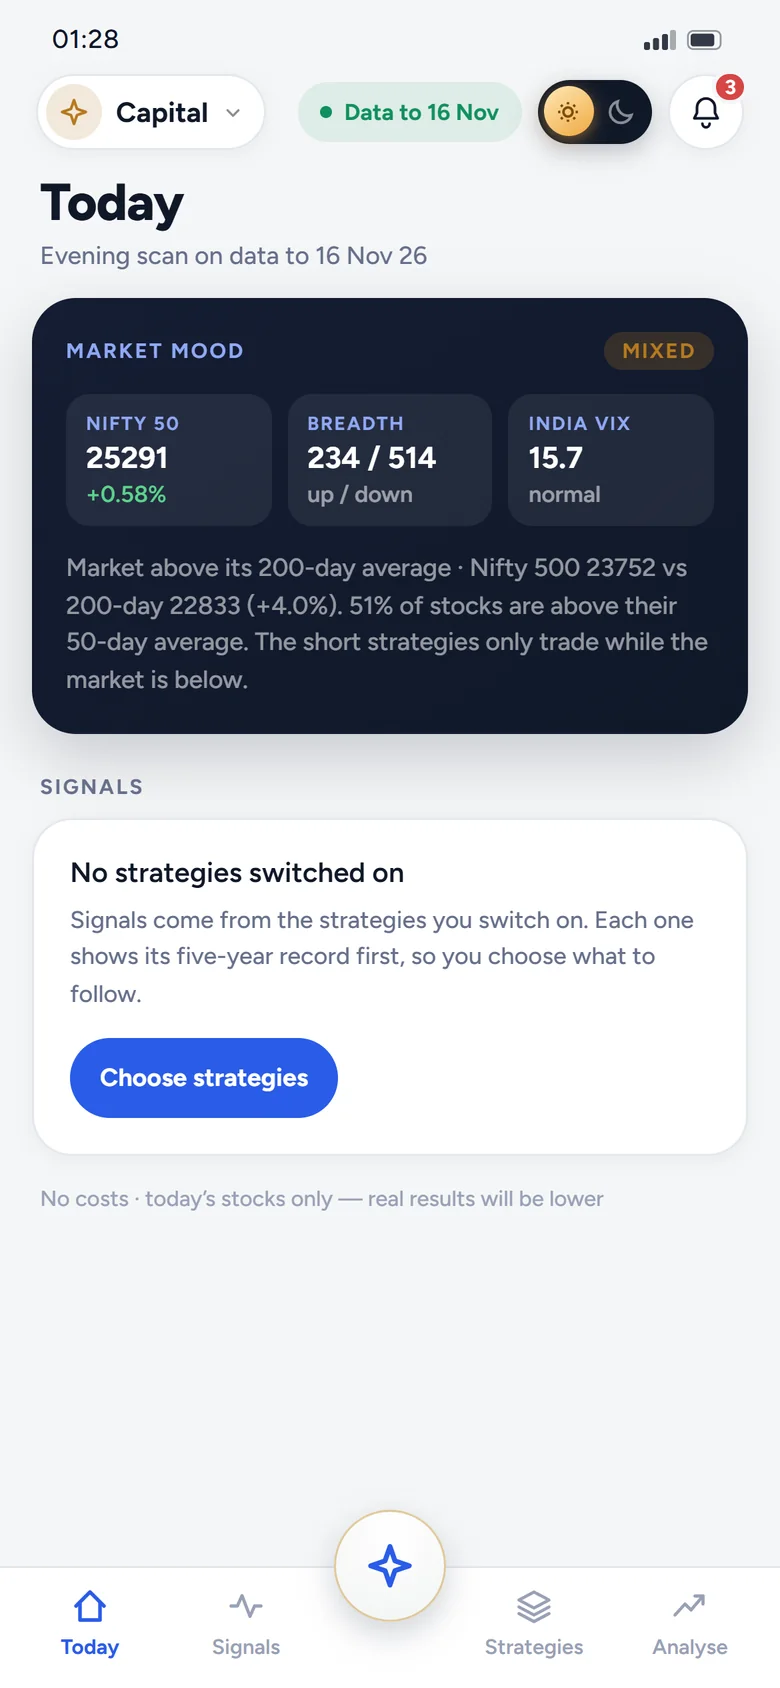 01:28
Capital
Data to 16 Nov
3
Today
Evening scan on data to 16 Nov 26
MARKET MOOD
MIXED
NIFTY 50
25291
+0.58%
BREADTH
234 / 514
up / down
INDIA VIX
15.7
normal
Market above its 200-day average · Nifty 500 23752 vs
200-day 22833 (+4.0%). 51% of stocks are above their
50-day average. The short strategies only trade while the
market is below.
SIGNALS
No strategies switched on
Signals come from the strategies you switch on. Each one
shows its five-year record first, so you choose what to
follow.
Choose strategies
No costs · today’s stocks only — real results will be lower
Today
Signals
Strategies
Analyse